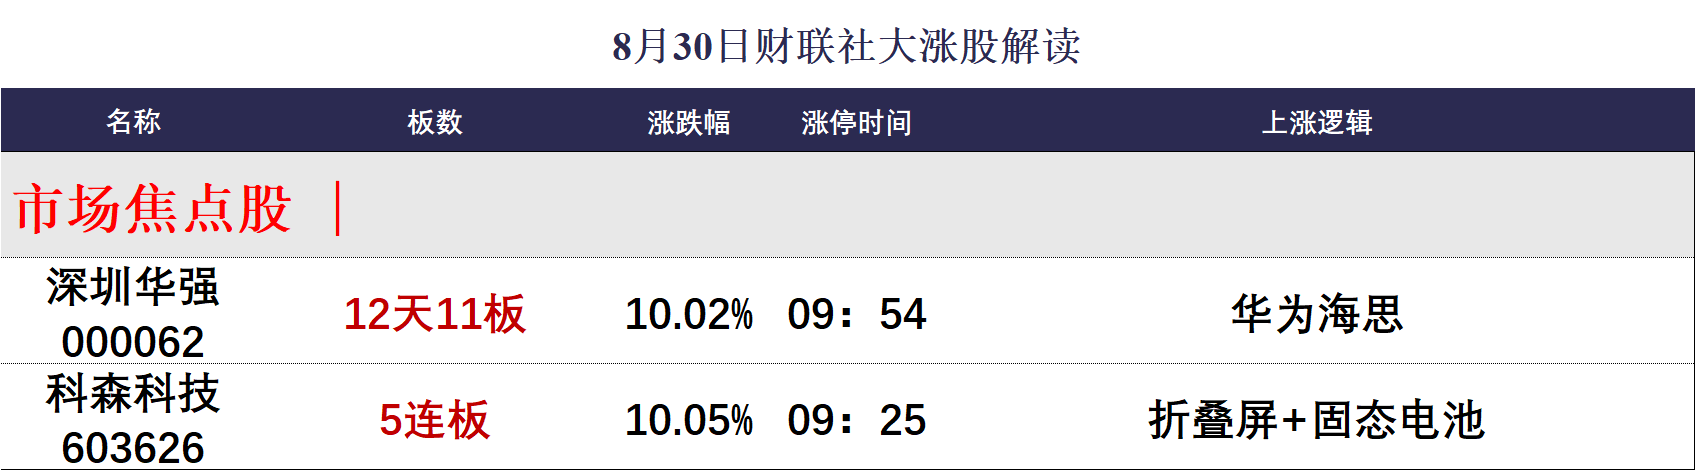 8月30日财联社大涨股解读
名称 板数 涨跌幅 涨停时间 上涨逻辑
市场焦点股 ｜
深圳华强
000062 12天11板 10.02% 09：54 华为海思
科森科技
603626 5连板 10.05% 09：25 折叠屏+固态电池